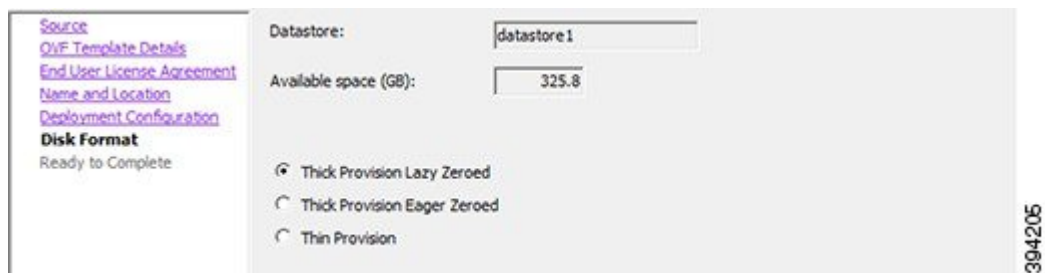 Source
OVF Template Details
End User License Agreement
Name and Location
Deployment Configuration
Disk Format
Ready to Complete
Datastore:
datastore1
Available space (GB):
325.8
Thick Provision Lazy Zeroed
Thick Provision Eager Zeroed
Thin Provision
394205